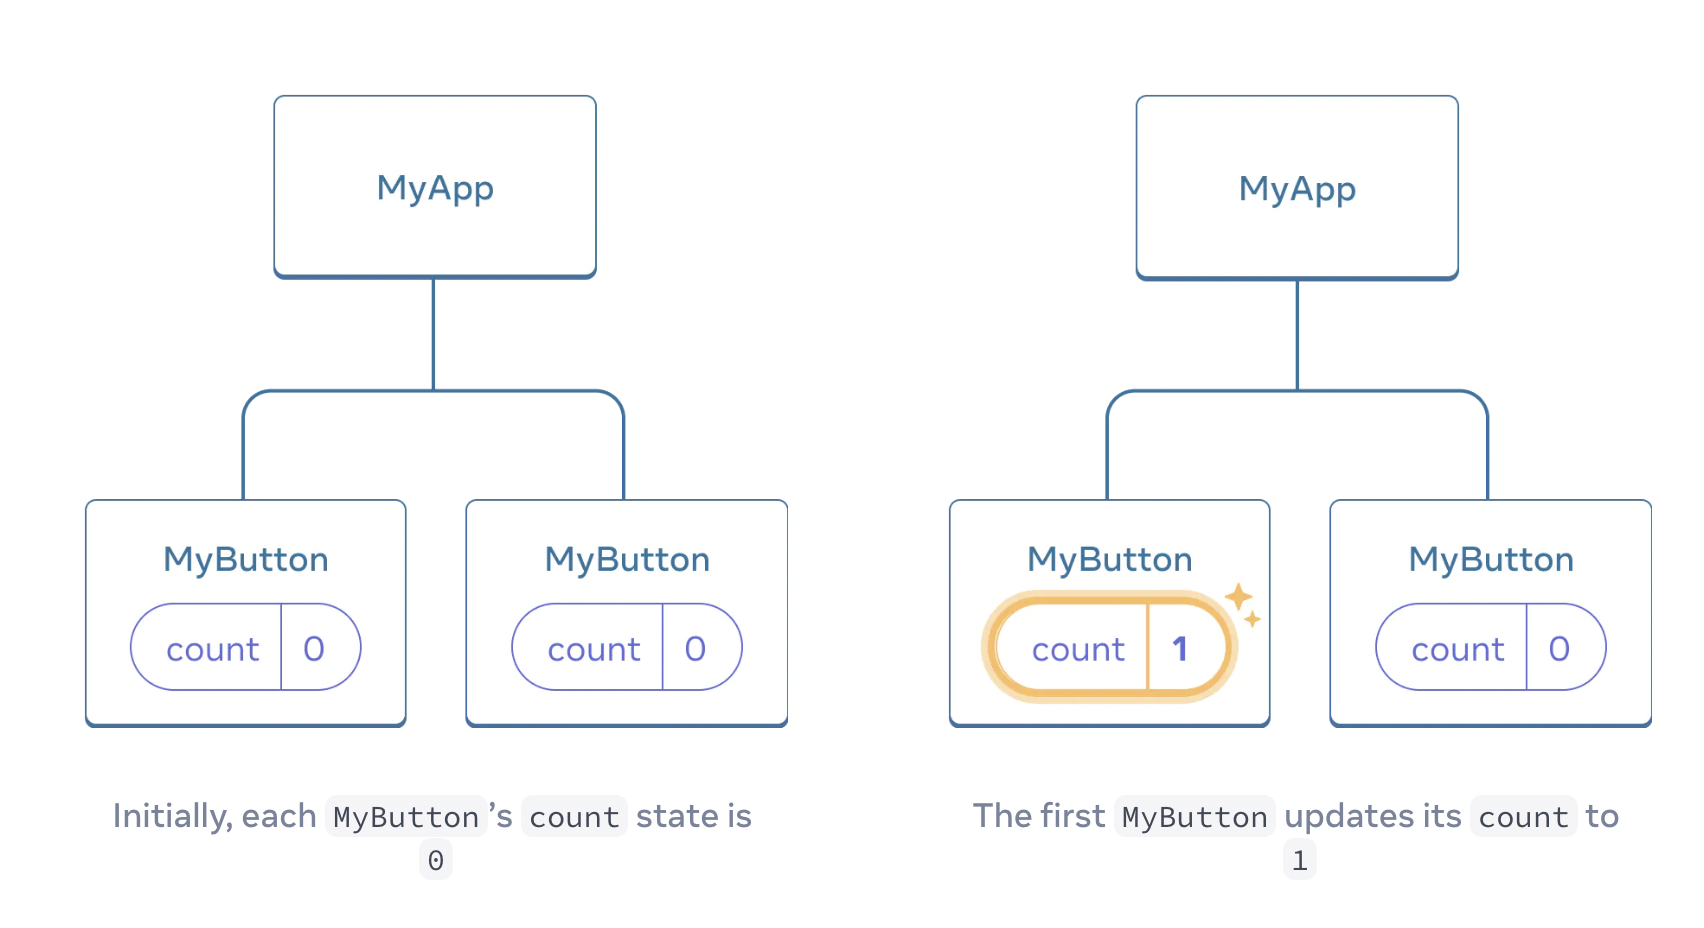 MyApp
MyButton
count 0
MyButton
count 0
Initially, each MyButton’s count state is
0
MyApp
MyButton
count 1
MyButton
count 0
The first MyButton updates its count to
1